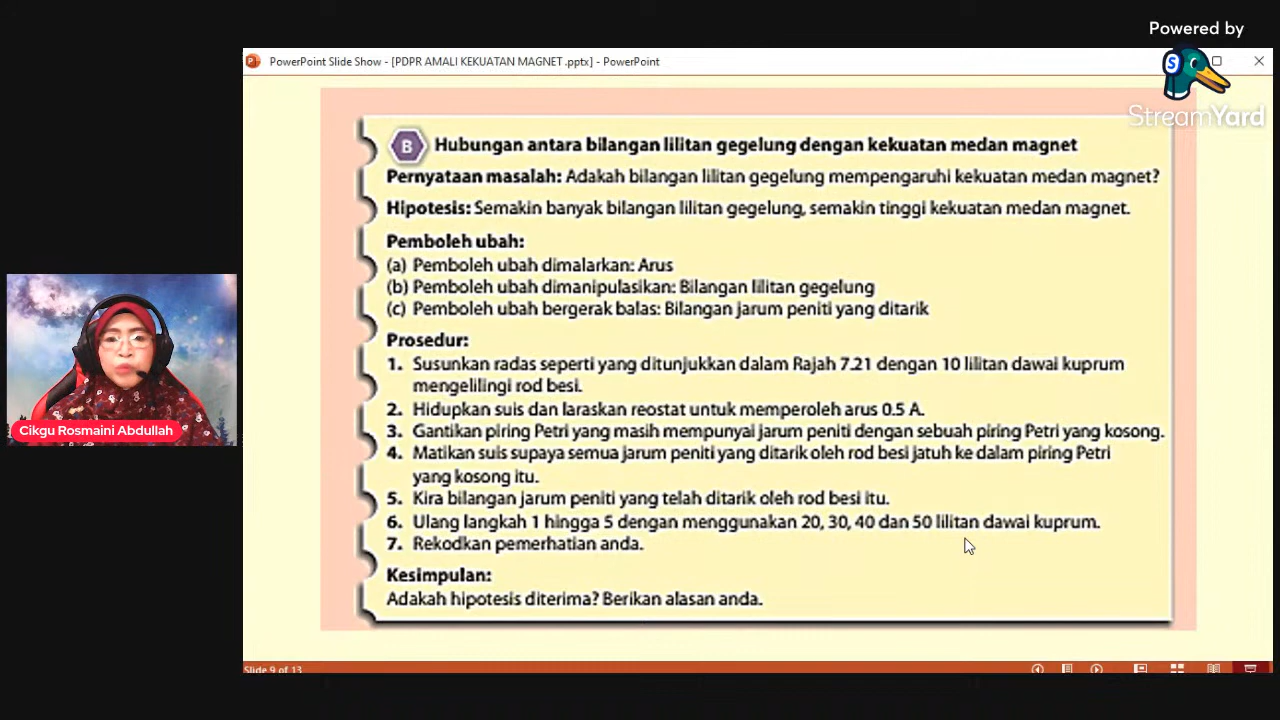 Powered by
PowerPoint Slide Show - [PDPR AMALI KEKUATAN MAGNET .pptx] - PowerPoint
StreamYard
B Hubungan antara bilangan lilitan gegelung dengan kekuatan medan magnet
Pernyataan masalah: Adakah bilangan lilitan gegelung mempengaruhi kekuatan medan magnet?
Hipotesis: Semakin banyak bilangan lilitan gegelung, semakin tinggi kekuatan medan magnet.
Pemboleh ubah:
(a) Pemboleh ubah dimalarkan: Arus
(b) Pemboleh ubah dimanipulasikan: Bilangan lilitan gegelung
(c) Pemboleh ubah bergerak balas: Bilangan jarum peniti yang ditarik
Prosedur:
1. Susunkan radas seperti yang ditunjukkan dalam Rajah 7.21 dengan 10 lilitan dawai kuprum
mengelilingi rod besi.
2. Hidupkan suis dan laraskan reostat untuk memperoleh arus 0.5 A.
3. Gantikan piring Petri yang masih mempunyai jarum peniti dengan sebuah piring Petri yang kosong.
4. Matikan suis supaya semua jarum peniti yang ditarik oleh rod besi jatuh ke dalam piring Petri
yang kosong itu.
5. Kira bilangan jarum peniti yang telah ditarik oleh rod besi itu.
6. Ulang langkah 1 hingga 5 dengan menggunakan 20, 30, 40 dan 50 lilitan dawai kuprum.
7. Rekodkan pemerhatian anda.
Kesimpulan:
Adakah hipotesis diterima? Berikan alasan anda.
Cikgu Rosmaini Abdullah
Slide 9 of 13